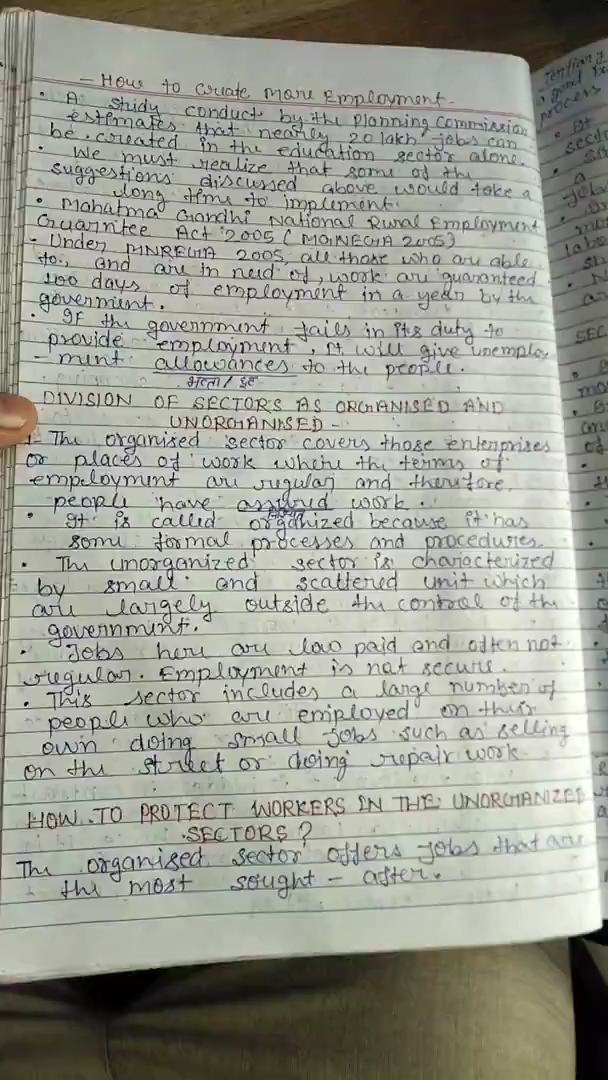 - How to create More Employment -
• A study conduct by the Planning Commission
estemates that nearly 20 lakh jobs can
be created in the education sector alone.
• We must realize that some of the
suggestions discussed above would take a
long time to implement.
• Mahatma Gandhi National Rural Employment
Guarntee Act 2005 (MGNEGHA 2005)
• Under MNREGHA 2005, all those who are able
to, and are in need of, work are guaranteed
100 days of employment in a year by the
goverment.
• If the government fails in its duty to
provide employment, it will give unemploy
- ment allowances to the people.
DIVISION OF SECTORS AS ORGANISED AND
UNORGANISED -
1- The organised sector covers those enterprises
or places of work where the terms of
employment are regular and therefore,
people have assured work.
• It is called organized because it has
some formal processes and procedures.
• The unorganized sector is characterized
by small and scattered unit which
are largely outside the control of the
government.
• Jobs here are low paid and often not
regular. Employment is not secure.
• This sector includes a large number of
people who are employed on their
own doing small jobs such as selling
on the street or doing repair work
HOW TO PROTECT WORKERS IN THE UNORGANIZED
SECTORS?
The organised sector offers jobs that are
the most sought - after.